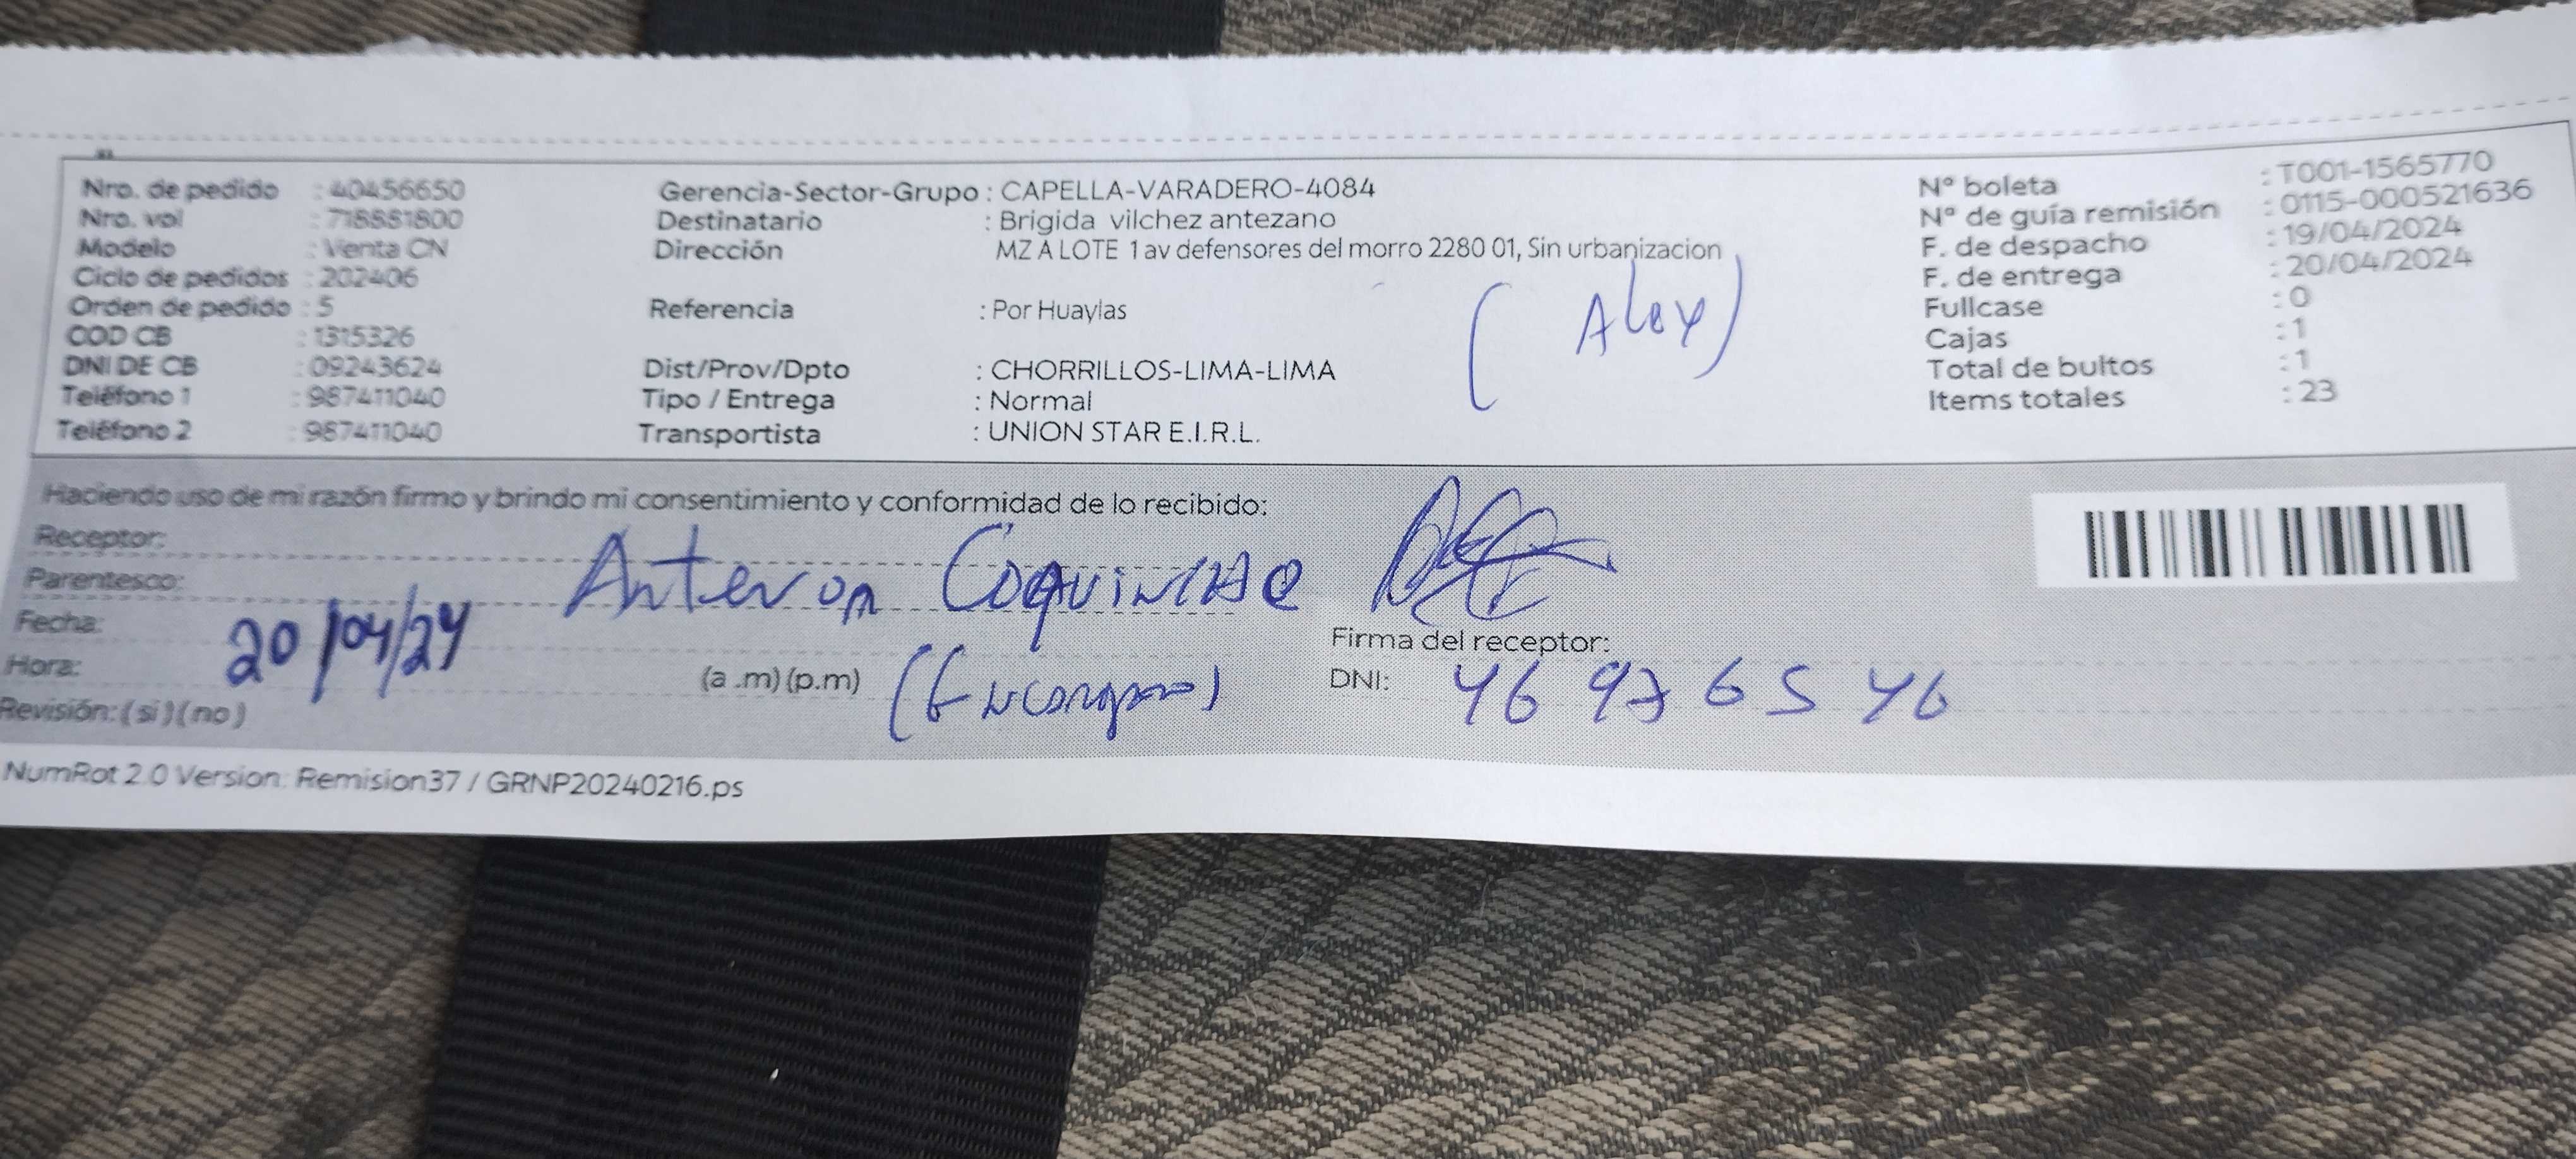 Nro. de pedido : 40456650
Nro. vol : 718881800
Modelo : Venta CN
Ciclo de pedidos : 202406
Orden de pedido : 5
COD CB : 1315326
DNI DE CB : 09243624
Teléfono 1 : 987411040
Teléfono 2 : 987411040
Gerencia-Sector-Grupo : CAPELLA-VARADERO-4084
Destinatario : Brigida vilchez antezano
Dirección MZ A LOTE 1 av defensores del morro 2280 01, Sin urbanizacion
Referencia : Por Huaylas
(Alex)
Dist/Prov/Dpto : CHORRILLOS-LIMA-LIMA
Tipo / Entrega : Normal
Transportista : UNION STAR E.I.R.L.
N° boleta : T001-1565770
N° de guía remisión : 0115-000521636
F. de despacho : 19/04/2024
F. de entrega : 20/04/2024
Fullcase : 0
Cajas : 1
Total de bultos : 1
Items totales : 23
Haciendo uso de mi razón firmo y brindo mi consentimiento y conformidad de lo recibido:
Receptor:
Parentesco:
Fecha: 20/04/24
Hora: (a .m) (p.m)
Revisión: ( si ) ( no )
Firma del receptor:
DNI: 46976546
NumRot 2.0 Version: Remision37 / GRNP20240216.ps